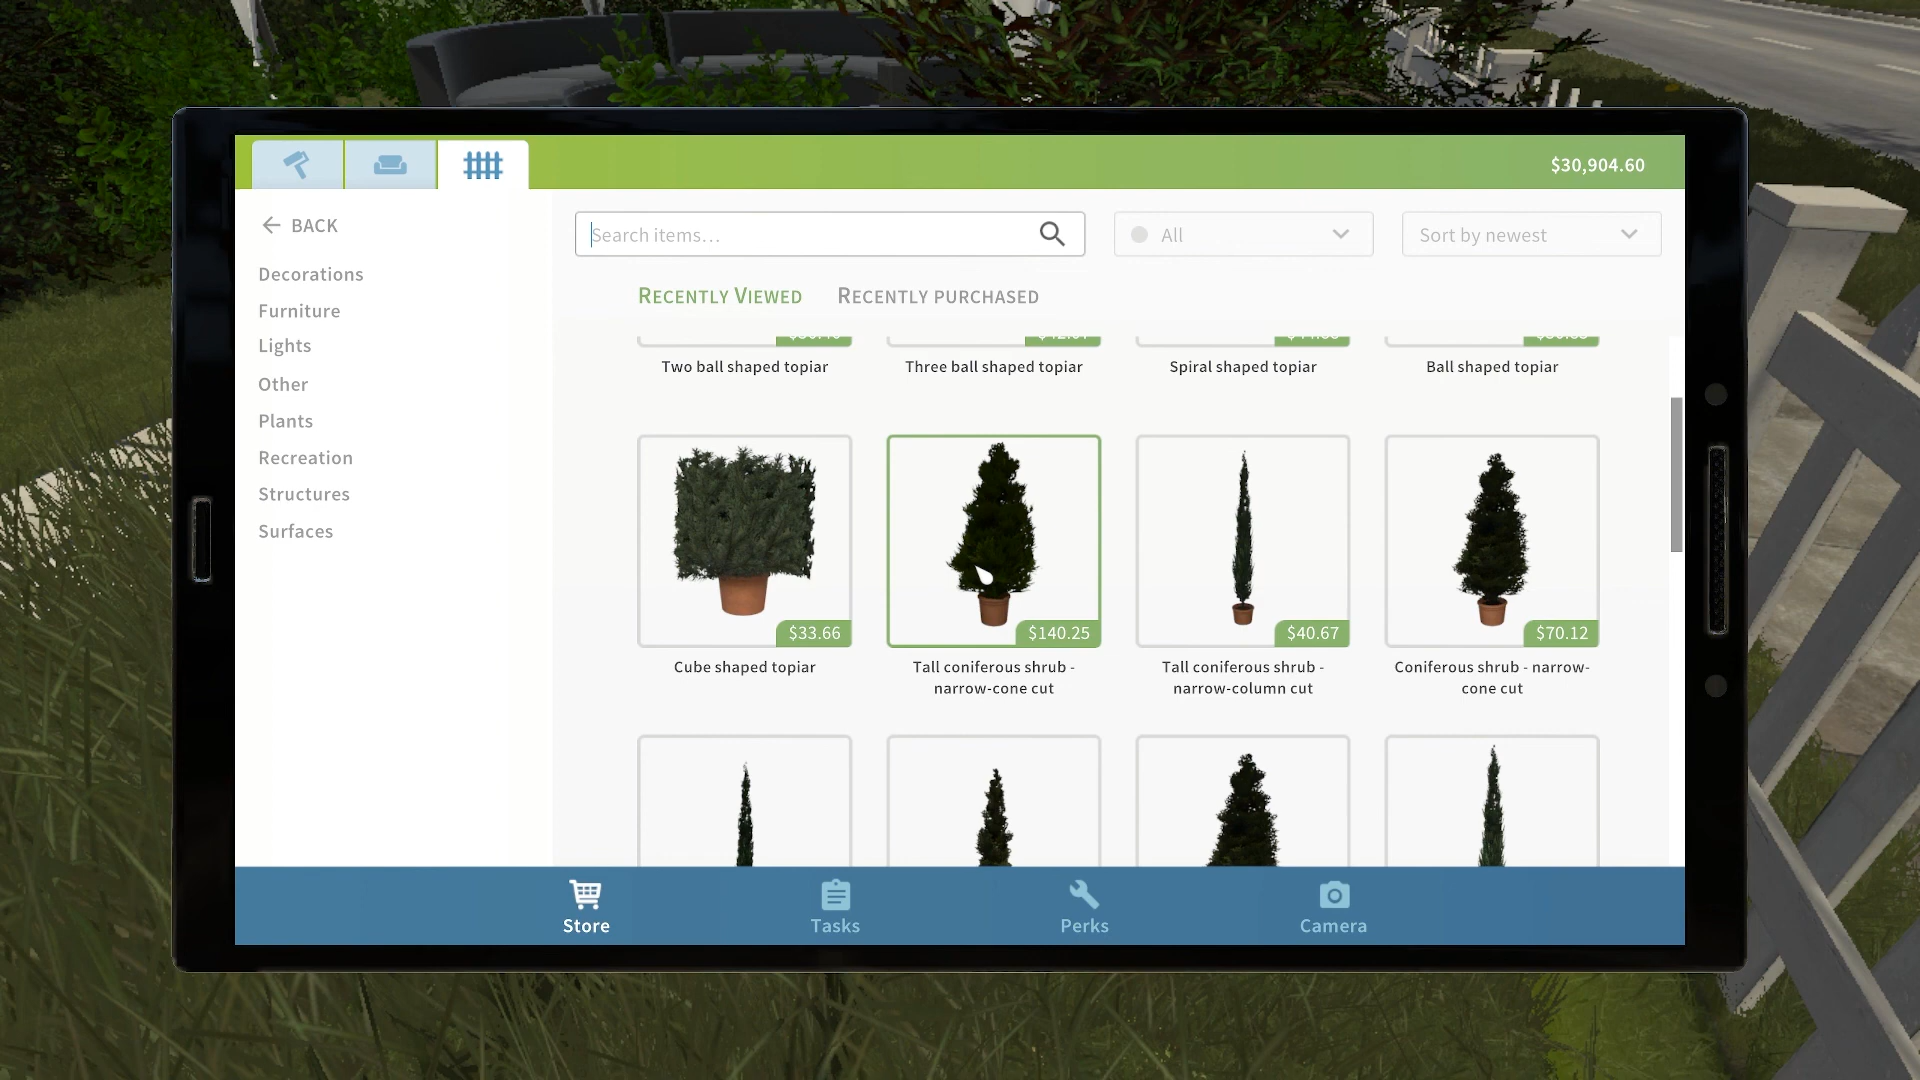 $30,904.60
BACK
Search items...
All
Sort by newest
Decorations
Furniture
Lights
Other
Plants
Recreation
Structures
Surfaces
RECENTLY VIEWED
RECENTLY PURCHASED
Two ball shaped topiar
Three ball shaped topiar
Spiral shaped topiar
Ball shaped topiar
$33.66
$140.25
$40.67
$70.12
Cube shaped topiar
Tall coniferous shrub -
narrow-cone cut
Tall coniferous shrub -
narrow-column cut
Coniferous shrub - narrow-
cone cut
Store
Tasks
Perks
Camera